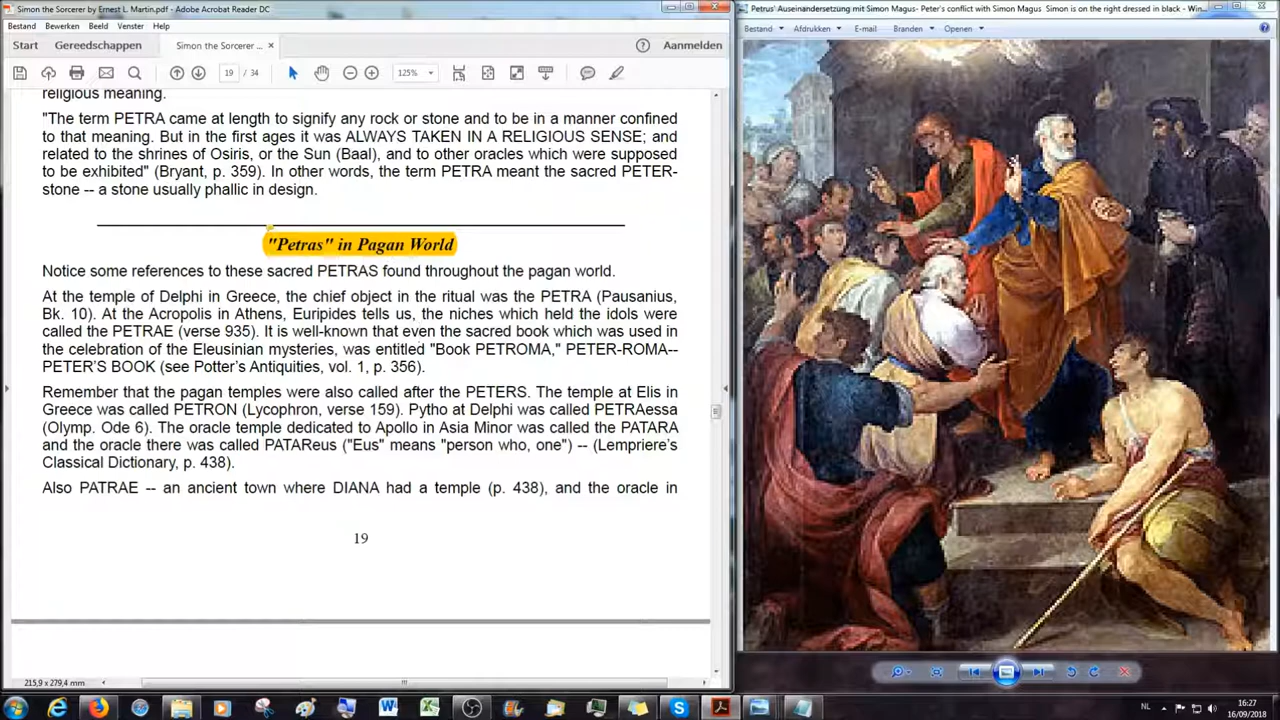 Simon the Sorcerer by Ernest L. Martin.pdf - Adobe Acrobat Reader DC
Bestand Bewerken Beeld Venster Help
Start Gereedschappen Simon the Sorcerer ... × Aanmelden
19 / 34 125%
religious meaning.
"The term PETRA came at length to signify any rock or stone and to be in a manner confined
to that meaning. But in the first ages it was ALWAYS TAKEN IN A RELIGIOUS SENSE; and
related to the shrines of Osiris, or the Sun (Baal), and to other oracles which were supposed
to be exhibited" (Bryant, p. 359). In other words, the term PETRA meant the sacred PETER-
stone -- a stone usually phallic in design.
"Petras" in Pagan World
Notice some references to these sacred PETRAS found throughout the pagan world.
At the temple of Delphi in Greece, the chief object in the ritual was the PETRA (Pausanius,
Bk. 10). At the Acropolis in Athens, Euripides tells us, the niches which held the idols were
called the PETRAE (verse 935). It is well-known that even the sacred book which was used in
the celebration of the Eleusinian mysteries, was entitled "Book PETROMA," PETER-ROMA--
PETER'S BOOK (see Potter's Antiquities, vol. 1, p. 356).
Remember that the pagan temples were also called after the PETERS. The temple at Elis in
Greece was called PETRON (Lycophron, verse 159). Pytho at Delphi was called PETRAessa
(Olymp. Ode 6). The oracle temple dedicated to Apollo in Asia Minor was called the PATARA
and the oracle there was called PATAReus ("Eus" means "person who, one") -- (Lempriere's
Classical Dictionary, p. 438).
Also PATRAE -- an ancient town where DIANA had a temple (p. 438), and the oracle in
19
215,9 x 279,4 mm
Petrus' Auseinandersetzung mit Simon Magus- Peter's conflict with Simon Magus Simon is on the right dressed in black - Win...
Bestand Afdrukken E-mail Branden Openen
NL 16:27
16/09/2018